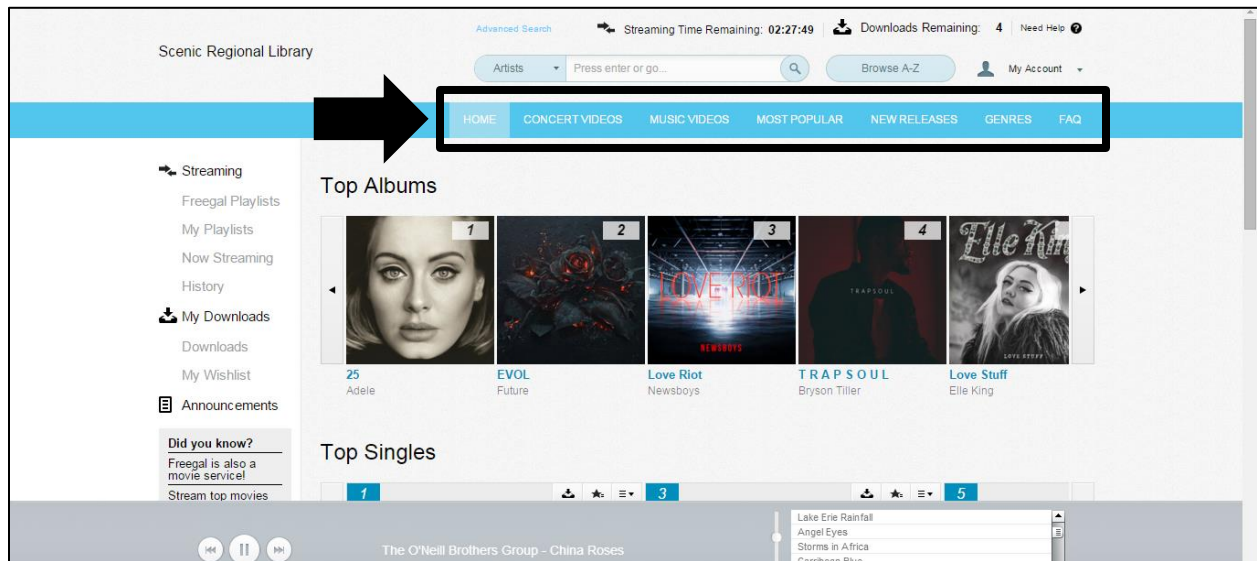 Advanced Search Streaming Time Remaining: 02:27:49 Downloads Remaining: 4 Need Help
Scenic Regional Library
Artists Press enter or go... Browse A-Z My Account
HOME CONCERT VIDEOS MUSIC VIDEOS MOST POPULAR NEW RELEASES GENRES FAQ
Streaming
Freegal Playlists
My Playlists
Now Streaming
History
My Downloads
Downloads
My Wishlist
Announcements
Did you know?
Freegal is also a
movie service!
Stream top movies
Top Albums
1 2 3 4
Elle King
LOVE RIOT
TRAPSOUL
NEWSBOYS
LOVE STUFF
25 EVOL Love Riot T R A P S O U L Love Stuff
Adele Future Newsboys Bryson Tiller Elle King
Top Singles
1 3 5
The O'Neill Brothers Group - China Roses
Lake Erie Rainfall
Angel Eyes
Storms in Africa